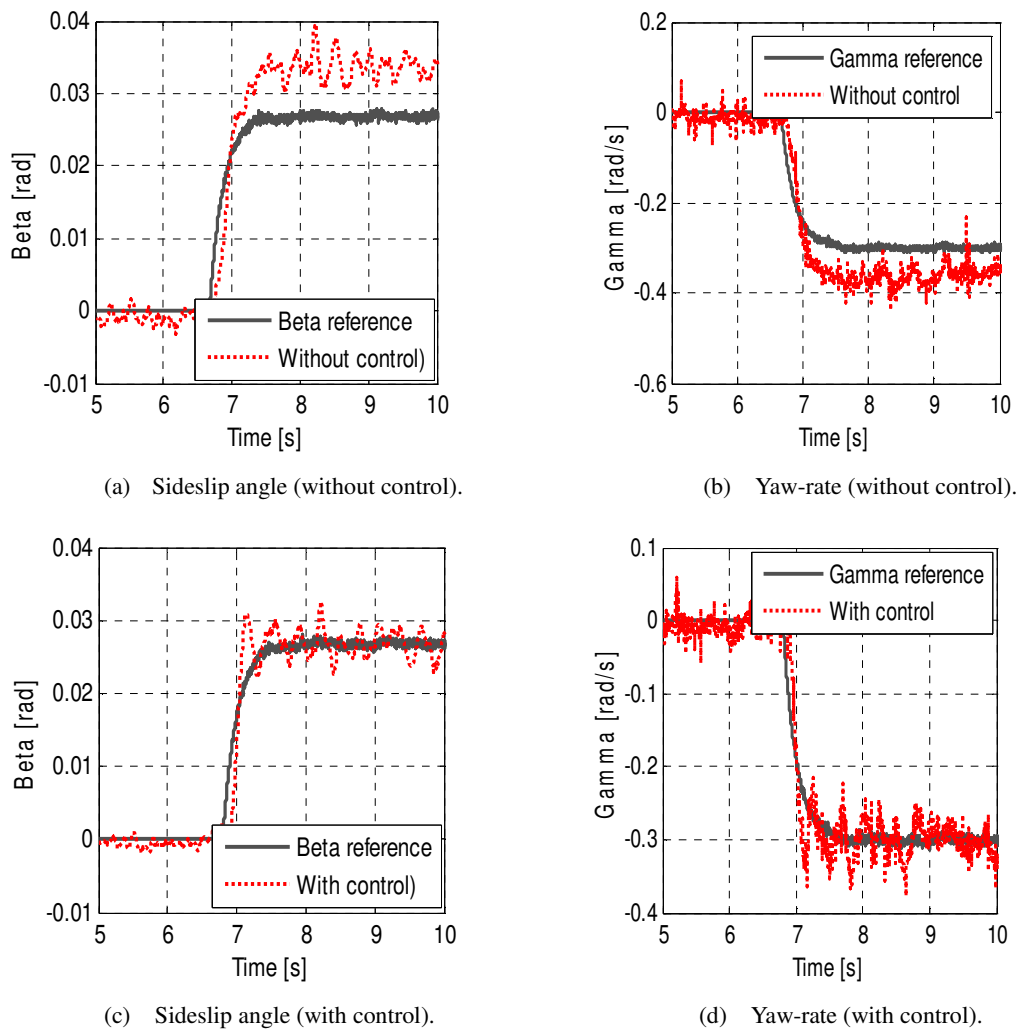 0.04
0.03
0.02
0.01
0
-0.01
Beta [rad]
Beta reference
Without control)
5 6 7 8 9 10
Time [s]
(a) Sideslip angle (without control).
0.2
0
-0.2
-0.4
-0.6
Gamma [rad/s]
Gamma reference
Without control
5 6 7 8 9 10
Time [s]
(b) Yaw-rate (without control).
0.04
0.03
0.02
0.01
0
-0.01
Beta [rad]
Beta reference
With control)
5 6 7 8 9 10
Time [s]
(c) Sideslip angle (with control).
0.1
0
-0.1
-0.2
-0.3
-0.4
Gamma [rad/s]
Gamma reference
With control
5 6 7 8 9 10
Time [s]
(d) Yaw-rate (with control).